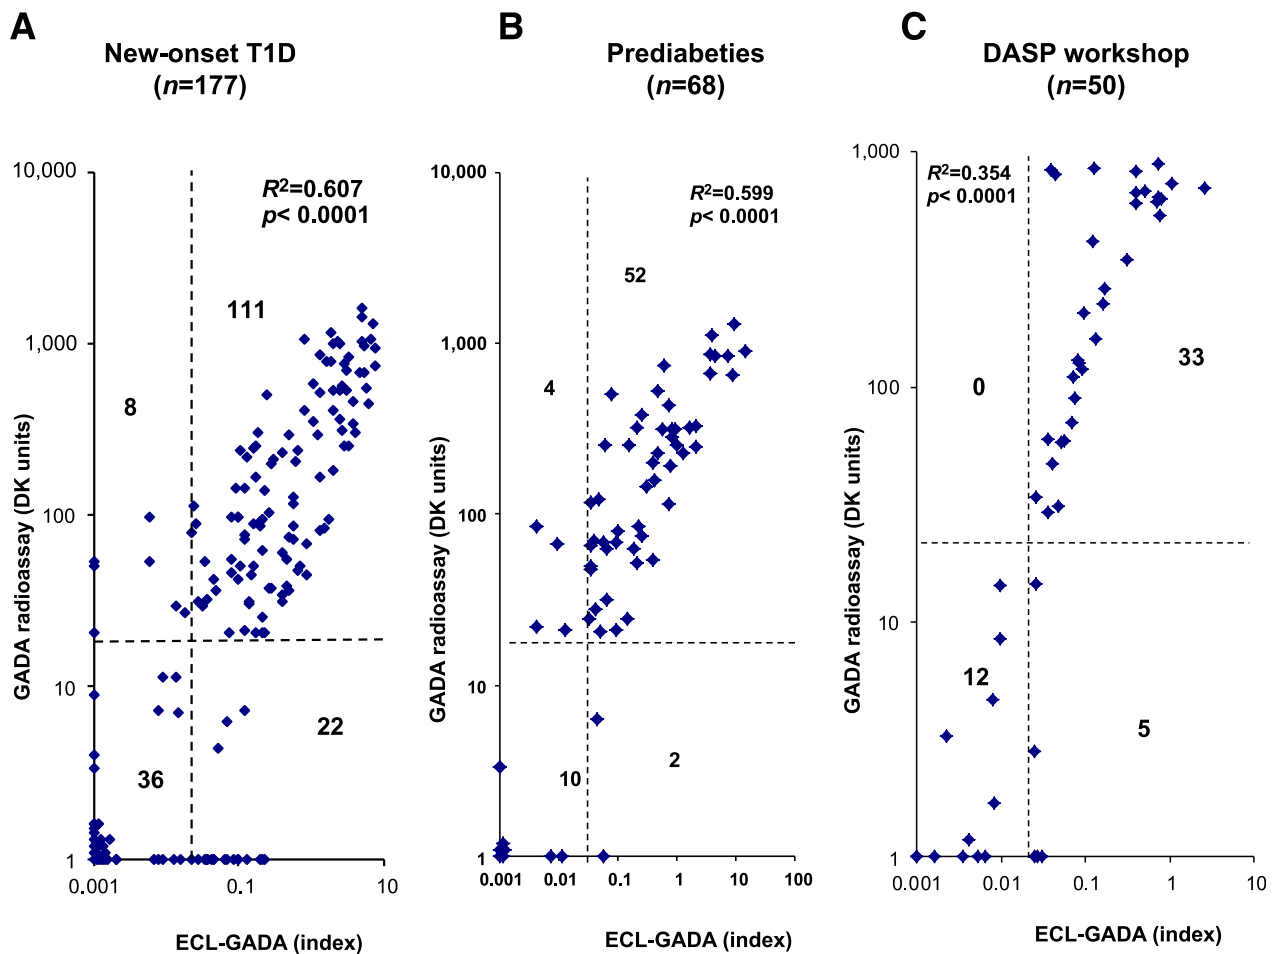 A
New-onset T1D
(n=177)
10,000
1,000
100
10
1
0.001
0.1
10
GADA radioassay (DK units)
ECL-GADA (index)
R²=0.607
p< 0.0001
111
8
22
36
B
Prediabeties
(n=68)
10,000
1,000
100
10
1
0.001
0.01
0.1
1
10
100
GADA radioassay (DK units)
ECL-GADA (index)
R²=0.599
p< 0.0001
52
4
2
10
C
DASP workshop
(n=50)
1,000
100
10
1
0.001
0.01
0.1
1
10
GADA radioassay (DK units)
ECL-GADA (index)
R²=0.354
p< 0.0001
33
0
12
5